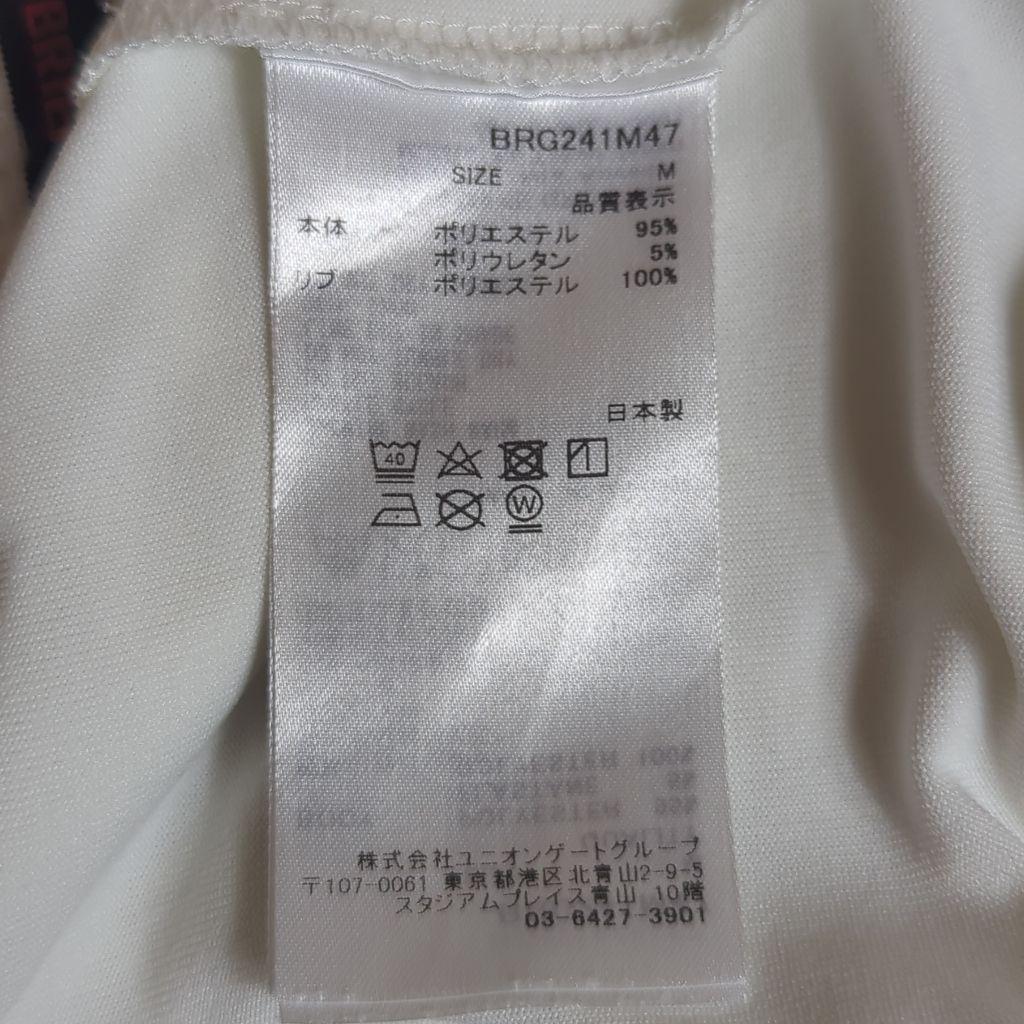 BRG241M47
SIZE M
品質表示
本体 ポリエステル 95%
ポリウレタン 5%
リブ ポリエステル 100%
日本製
40
W
株式会社ユニオンゲートグループ
〒107-0061 東京都港区北青山2-9-5
スタジアムプレイス青山 10階
03-6427-3901